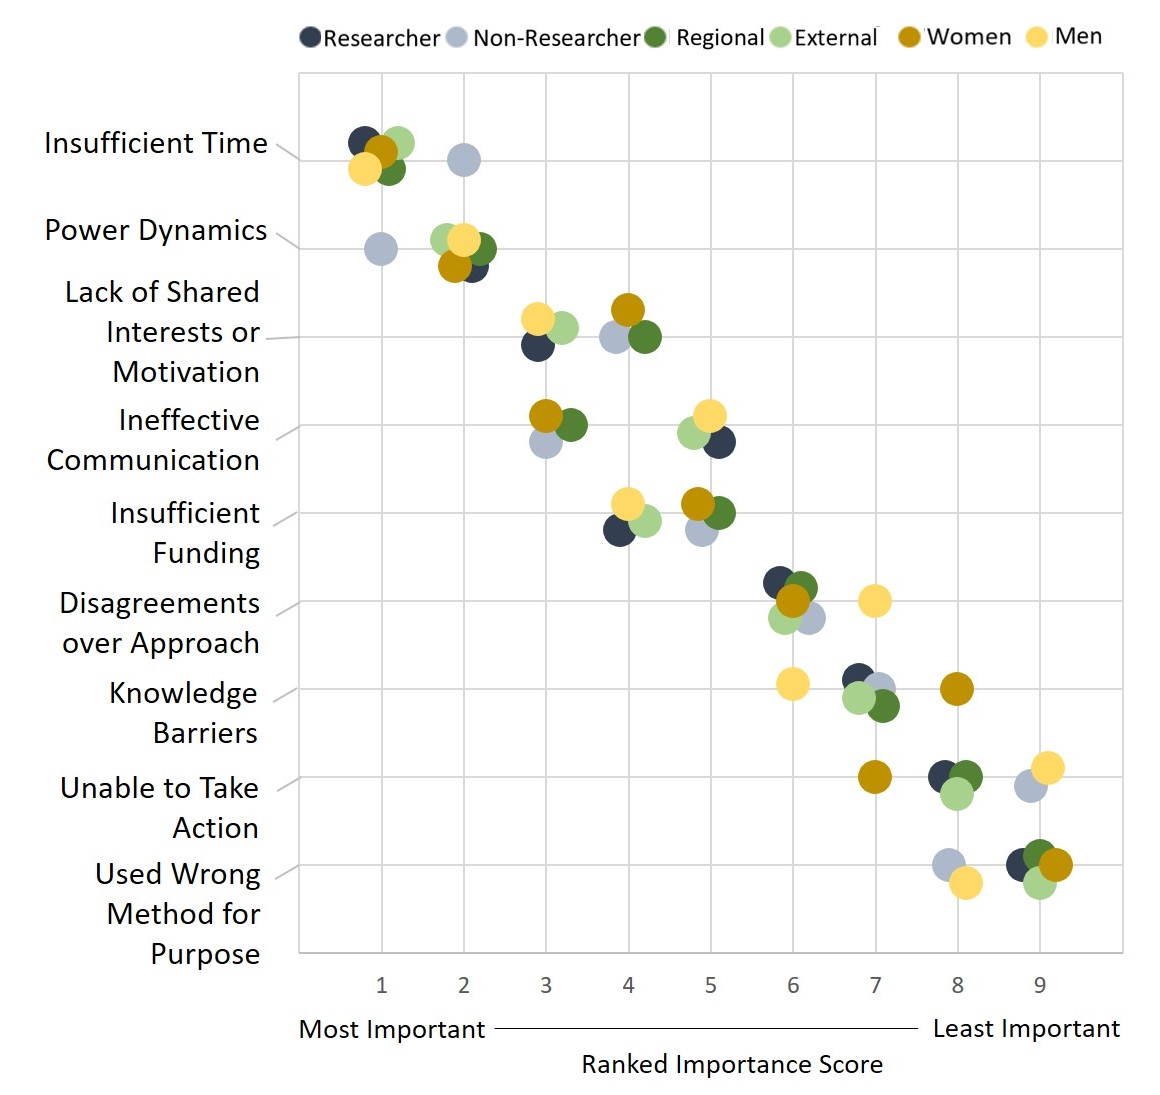 Researcher Non-Researcher Regional External Women Men
Insufficient Time
Power Dynamics
Lack of Shared
Interests or
Motivation
Ineffective
Communication
Insufficient
Funding
Disagreements
over Approach
Knowledge
Barriers
Unable to Take
Action
Used Wrong
Method for
Purpose
1 2 3 4 5 6 7 8 9
Most Important Least Important
Ranked Importance Score